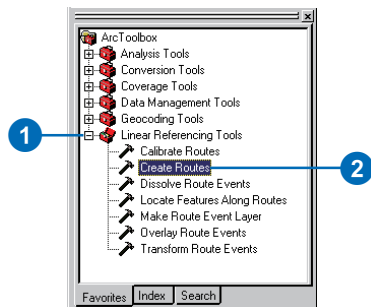 ArcToolbox
Analysis Tools
Conversion Tools
Coverage Tools
Data Management Tools
Geocoding Tools
1 Linear Referencing Tools
Calibrate Routes
Create Routes 2
Dissolve Route Events
Locate Features Along Routes
Make Route Event Layer
Overlay Route Events
Transform Route Events
Favorites Index Search